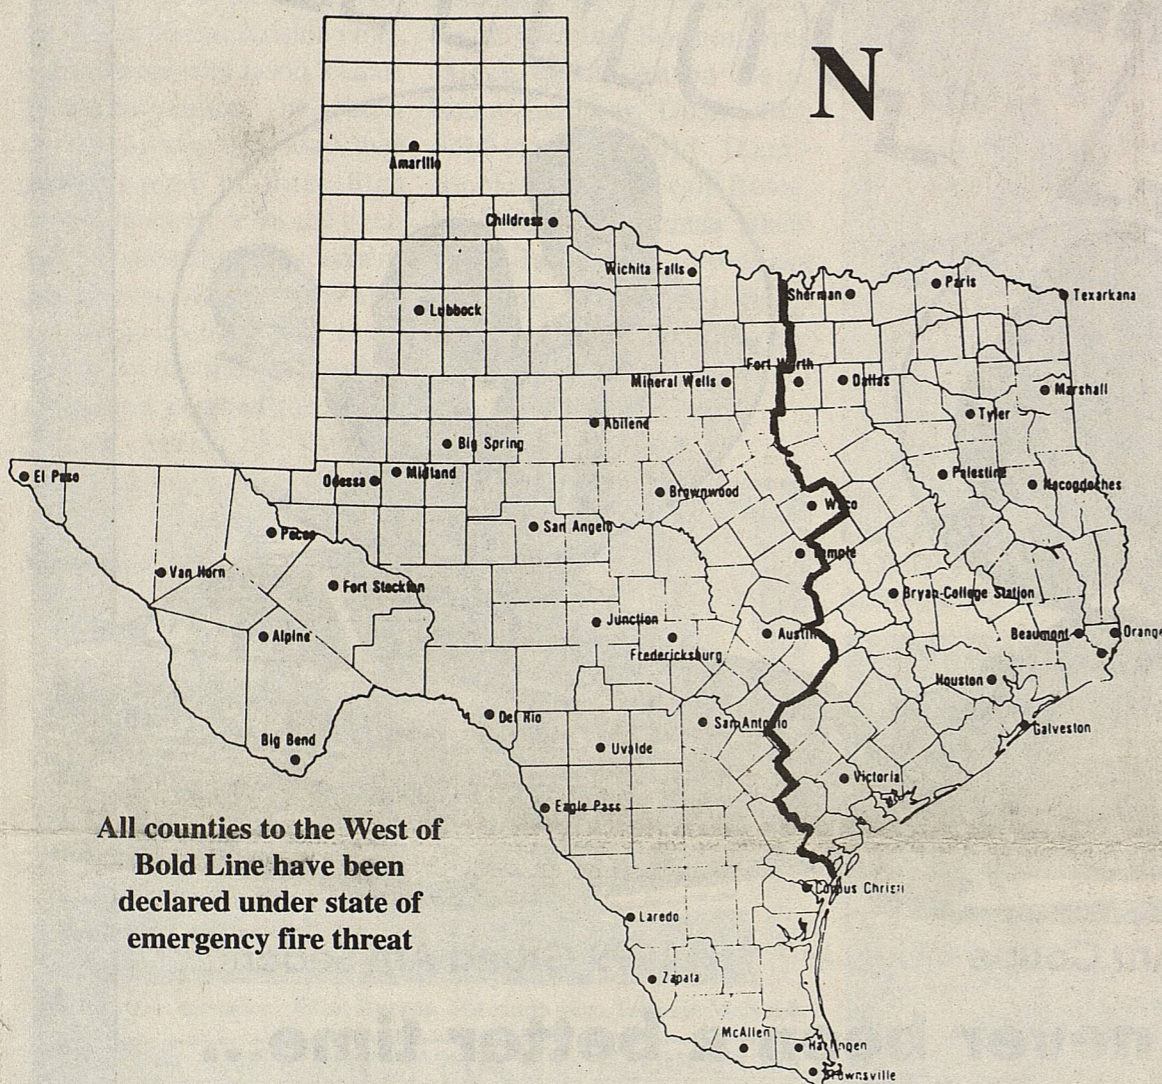 N
Amarillo
Childress
Wichita Falls
Sherman
Paris
Texarkana
Lubbock
Fort Worth
Mineral Wells
Dallas
Marshall
Abilene
Tyler
Big Spring
El Paso
Odessa
Midland
Palestine
Brownwood
Nacogdoches
Waco
San Angelo
Pecos
Temple
Van Horn
Fort Stockton
Bryan-College Station
Junction
Alpine
Austin
Beaumont
Orange
Fredericksburg
Houston
Del Rio
San Antonio
Galveston
Big Bend
Uvalde
Victoria
Eagle Pass
All counties to the West of
Bold Line have been
declared under state of
emergency fire threat
Corpus Christi
Laredo
Zapata
McAllen
Harlingen
Brownsville